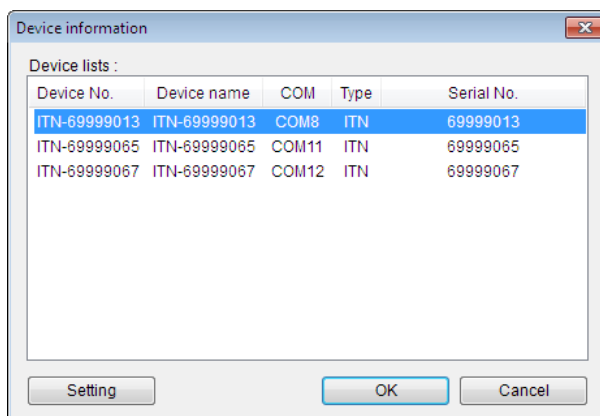 Device information
Device lists :
Device No. Device name COM Type Serial No.
ITN-69999013 ITN-69999013 COM8 ITN 69999013
ITN-69999065 ITN-69999065 COM11 ITN 69999065
ITN-69999067 ITN-69999067 COM12 ITN 69999067
Setting OK Cancel